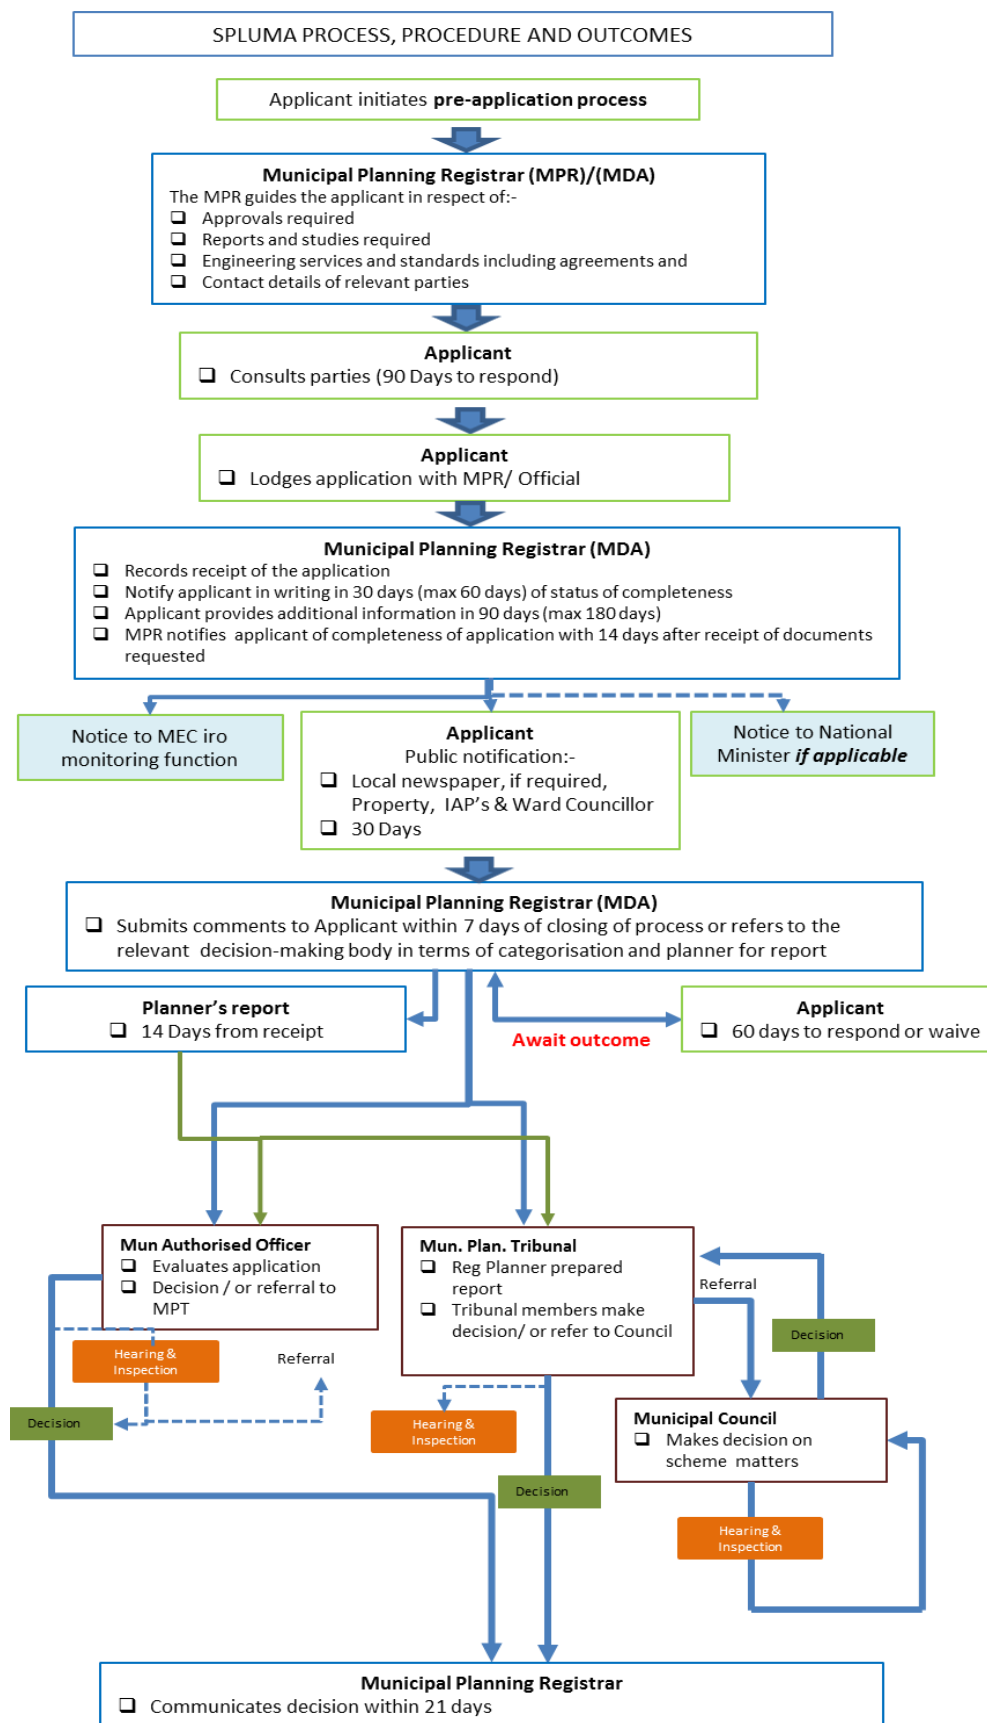 SPLUMA PROCESS, PROCEDURE AND OUTCOMES
Applicant initiates pre-application process
Municipal Planning Registrar (MPR)/(MDA)
The MPR guides the applicant in respect of:-
Approvals required
Reports and studies required
Engineering services and standards including agreements and
Contact details of relevant parties
Applicant
Consults parties (90 Days to respond)
Applicant
Lodges application with MPR/ Official
Municipal Planning Registrar (MDA)
Records receipt of the application
Notify applicant in writing in 30 days (max 60 days) of status of completeness
Applicant provides additional information in 90 days (max 180 days)
MPR notifies applicant of completeness of application with 14 days after receipt of documents
requested
Notice to MEC iro
monitoring function
Applicant
Public notification:-
Local newspaper, if required,
Property, IAP's & Ward Councillor
30 Days
Notice to National
Minister if applicable
Municipal Planning Registrar (MDA)
Submits comments to Applicant within 7 days of closing of process or refers to the
relevant decision-making body in terms of categorisation and planner for report
Planner's report
14 Days from receipt
Await outcome
Applicant
60 days to respond or waive
Mun Authorised Officer
Evaluates application
Decision / or referral to
MPT
Mun. Plan. Tribunal
Reg Planner prepared
report
Tribunal members make
decision/ or refer to Council
Referral
Decision
Hearing &
Inspection
Referral
Decision
Hearing &
Inspection
Municipal Council
Makes decision on
scheme matters
Decision
Hearing &
Inspection
Municipal Planning Registrar
Communicates decision within 21 days